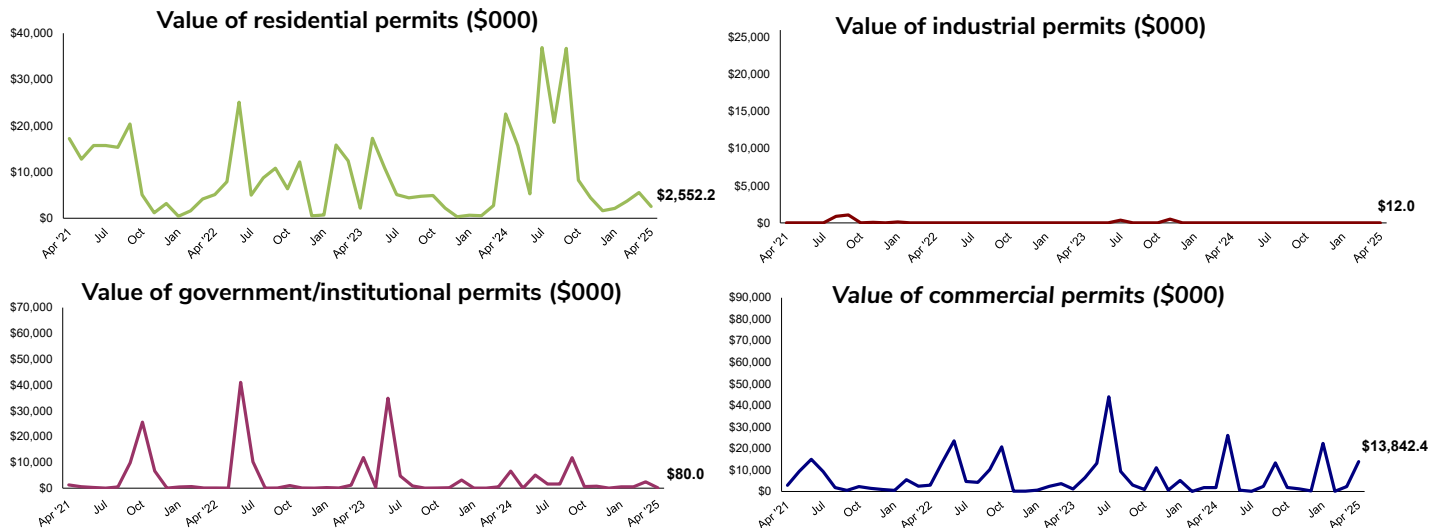 Value of residential permits ($000)
$40,000
$30,000
$20,000
$10,000
$0
$2,552.2
Apr '21
Jul
Oct
Jan
Apr '22
Jul
Oct
Jan
Apr '23
Jul
Oct
Jan
Apr '24
Jul
Oct
Jan
Apr '25
Value of industrial permits ($000)
$25,000
$20,000
$15,000
$10,000
$5,000
$0
$12.0
Apr '21
Jul
Oct
Jan
Apr '22
Jul
Oct
Jan
Apr '23
Jul
Oct
Jan
Apr '24
Jul
Oct
Jan
Apr '25
Value of government/institutional permits ($000)
$70,000
$60,000
$50,000
$40,000
$30,000
$20,000
$10,000
$0
$80.0
Apr '21
Jul
Oct
Jan
Apr '22
Jul
Oct
Jan
Apr '23
Jul
Oct
Jan
Apr '24
Jul
Oct
Jan
Apr '25
Value of commercial permits ($000)
$90,000
$80,000
$70,000
$60,000
$50,000
$40,000
$30,000
$20,000
$10,000
$0
$13,842.4
Apr '21
Jul
Oct
Jan
Apr '22
Jul
Oct
Jan
Apr '23
Jul
Oct
Jan
Apr '24
Jul
Oct
Jan
Apr '25